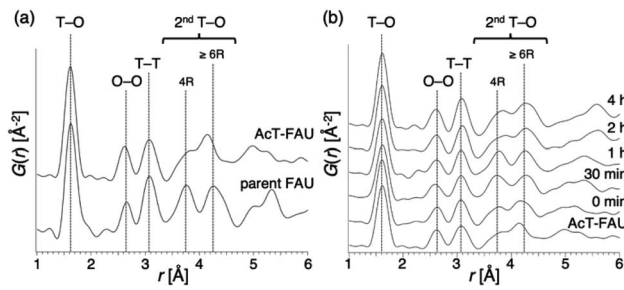 (a)
2nd T–O
T–O
≥ 6R
T–T
O–O
4R
AcT-FAU
parent FAU
G(r) [Å-2]
1 2 3 4 5 6
r [Å]
(b)
2nd T–O
T–O
≥6R
T–T
O–O
4R
4 h
2 h
1 h
30 min
0 min
AcT-FAU
G(r) [Å-2]
1 2 3 4 5 6
r [Å]